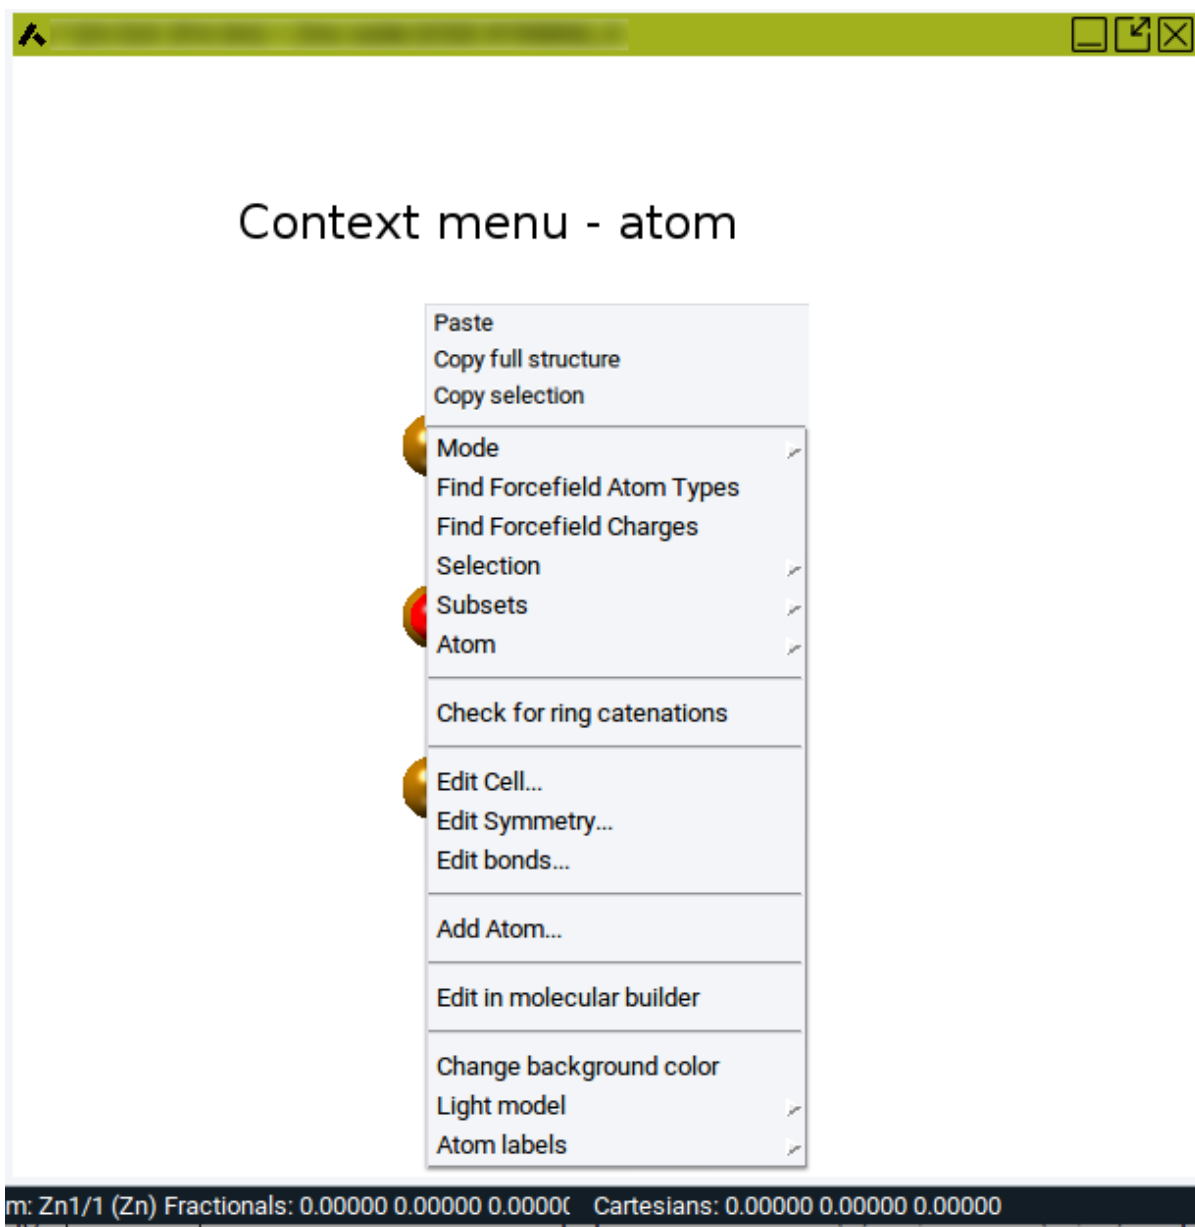 Context menu - atom
Paste
Copy full structure
Copy selection
Mode
Find Forcefield Atom Types
Find Forcefield Charges
Selection
Subsets
Atom
Check for ring catenations
Edit Cell...
Edit Symmetry...
Edit bonds...
Add Atom...
Edit in molecular builder
Change background color
Light model
Atom labels
m: Zn1/1 (Zn) Fractionals: 0.00000 0.00000 0.0000( Cartesians: 0.00000 0.00000 0.00000